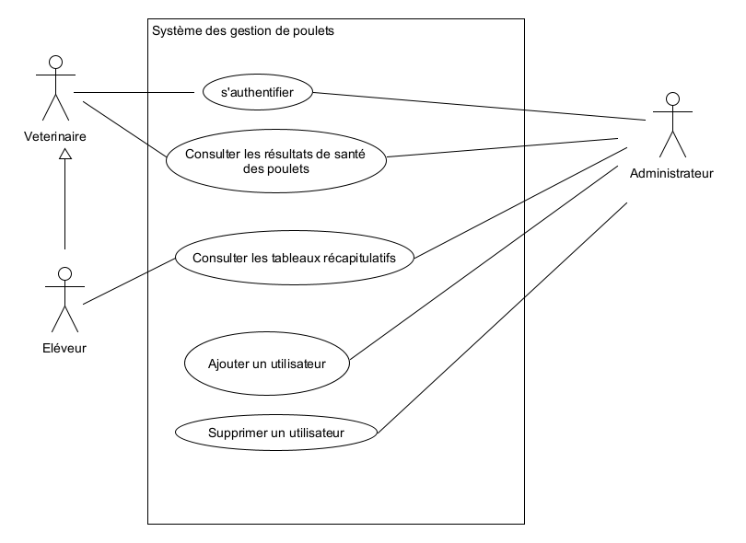 Système des gestion de poulets
s'authentifier
Veterinaire
Consulter les résultats de santé
des poulets
Administrateur
Consulter les tableaux récapitulatifs
Eléveur
Ajouter un utilisateur
Supprimer un utilisateur